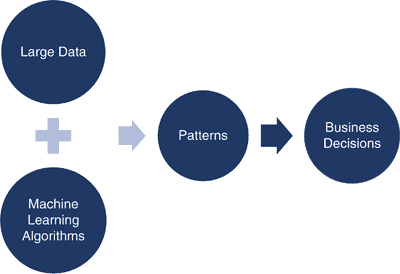 Large Data
Machine
Learning
Algorithms
Patterns
Business
Decisions